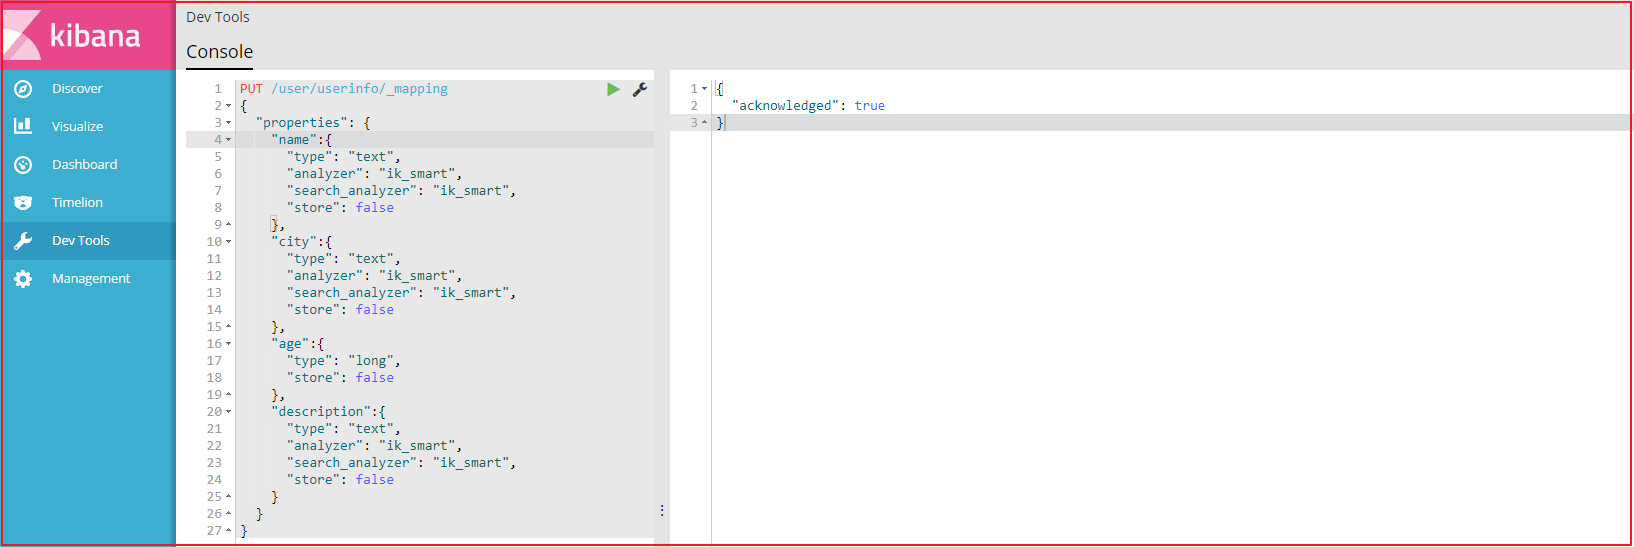 kibana
Discover
Visualize
Dashboard
Timelion
Dev Tools
Management
Dev Tools
Console
1 PUT /user/userinfo/_mapping
2 {
3   "properties": {
4     "name":{
5       "type": "text",
6       "analyzer": "ik_smart",
7       "search_analyzer": "ik_smart",
8       "store": false
9     },
10     "city":{
11       "type": "text",
12       "analyzer": "ik_smart",
13       "search_analyzer": "ik_smart",
14       "store": false
15     },
16     "age":{
17       "type": "long",
18       "store": false
19     },
20     "description":{
21       "type": "text",
22       "analyzer": "ik_smart",
23       "search_analyzer": "ik_smart",
24       "store": false
25     }
26   }
27 }
1 {
2   "acknowledged": true
3 }